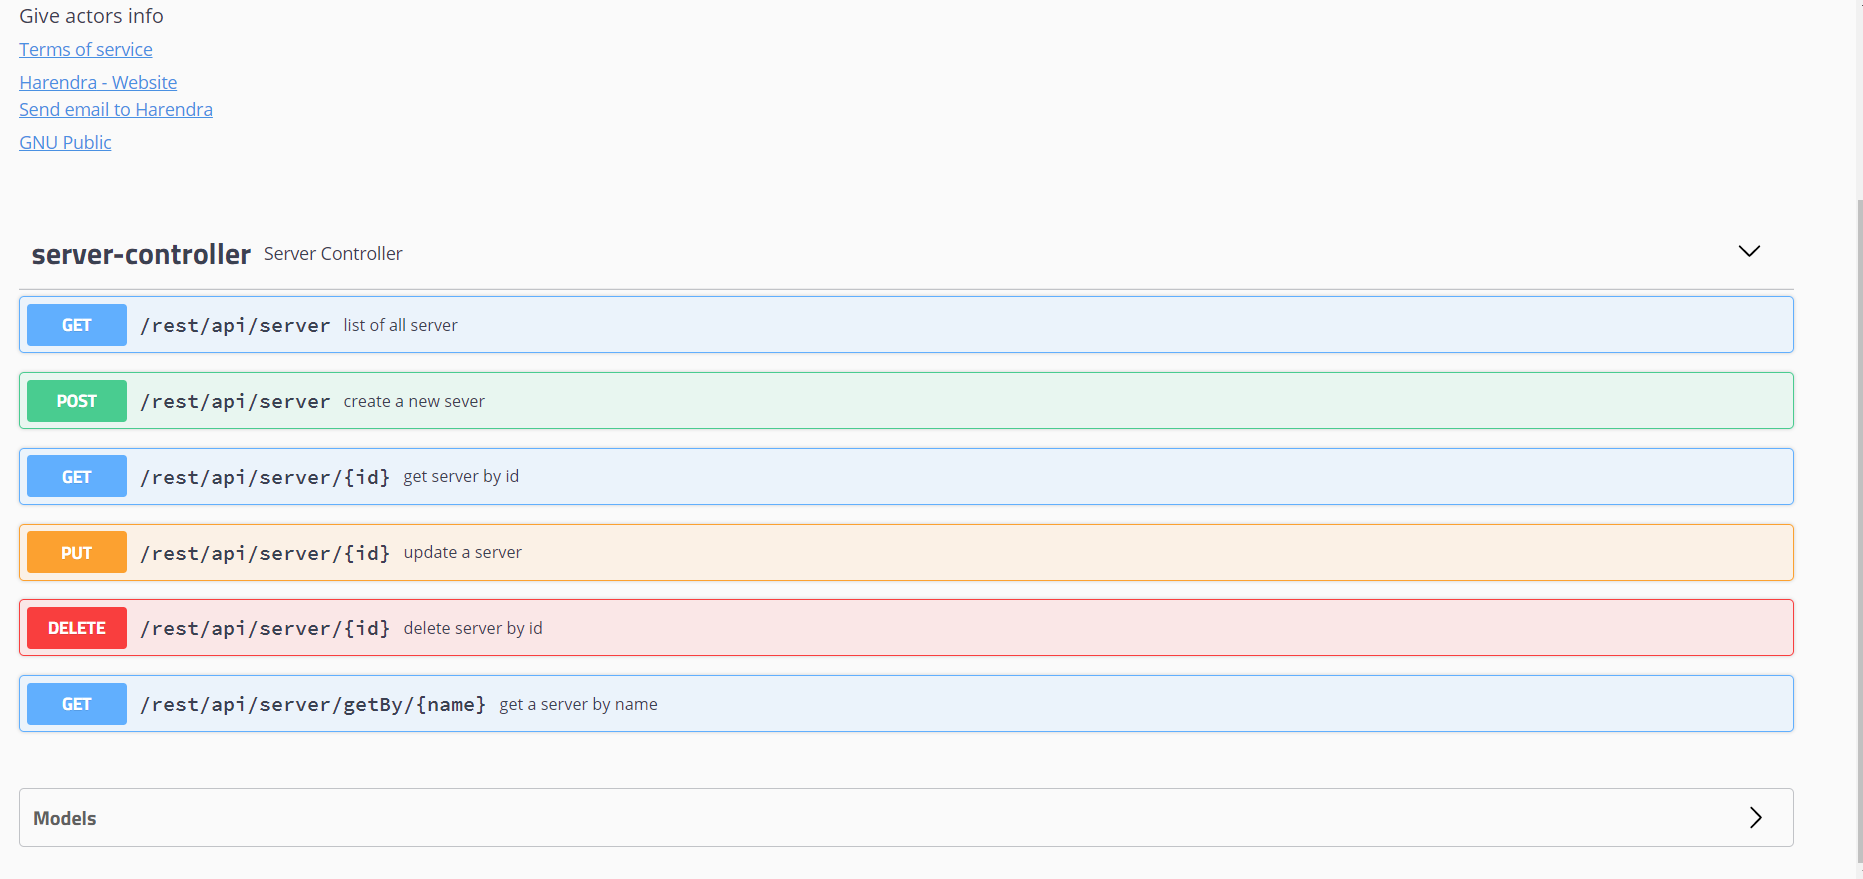 Give actors info
Terms of service
Harendra - Website
Send email to Harendra
GNU Public
server-controller Server Controller
GET /rest/api/server list of all server
POST /rest/api/server create a new sever
GET /rest/api/server/{id} get server by id
PUT /rest/api/server/{id} update a server
DELETE /rest/api/server/{id} delete server by id
GET /rest/api/server/getBy/{name} get a server by name
Models